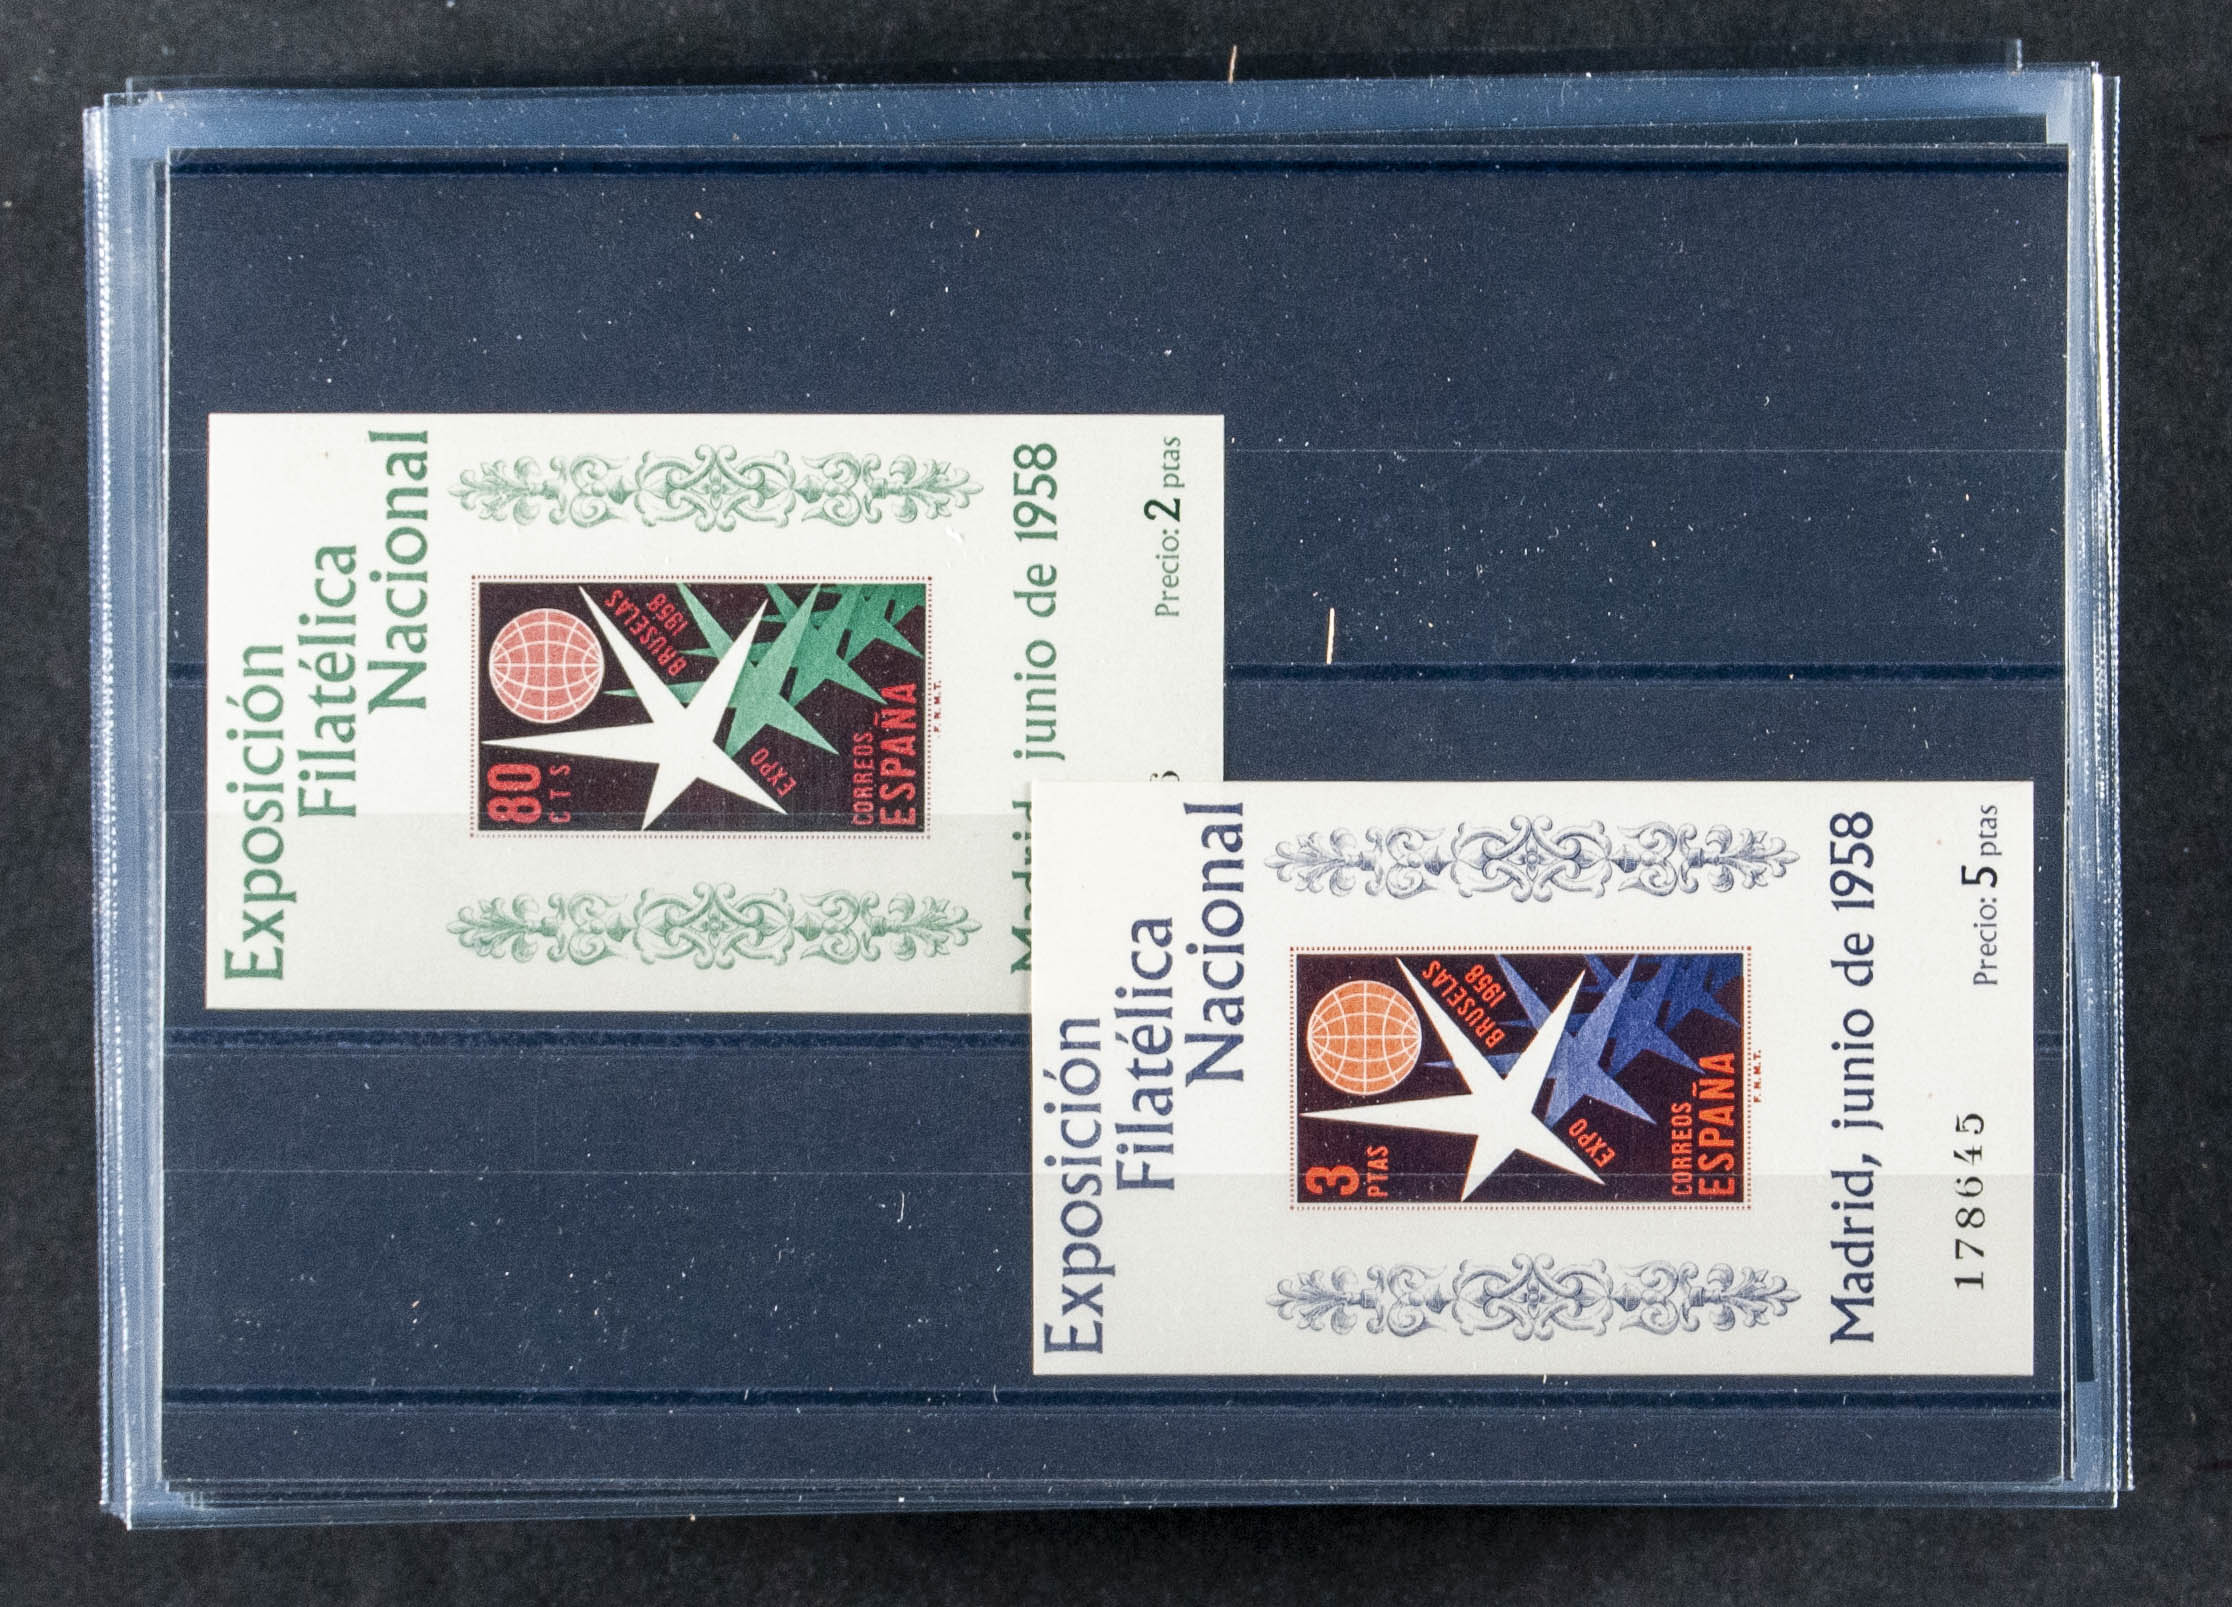 Exposición
Filatélica
Nacional
80
CTS
BRUSELAS
1958
EXPO
CORREOS
ESPAÑA
F.N.M.T.
Madrid, junio de 1958
6
Precio: 2 ptas
Exposición
Filatélica
Nacional
3
PTAS
BRUSELAS
1958
EXPO
CORREOS
ESPAÑA
F.N.M.T.
Madrid, junio de 1958
178645
Precio: 5 ptas